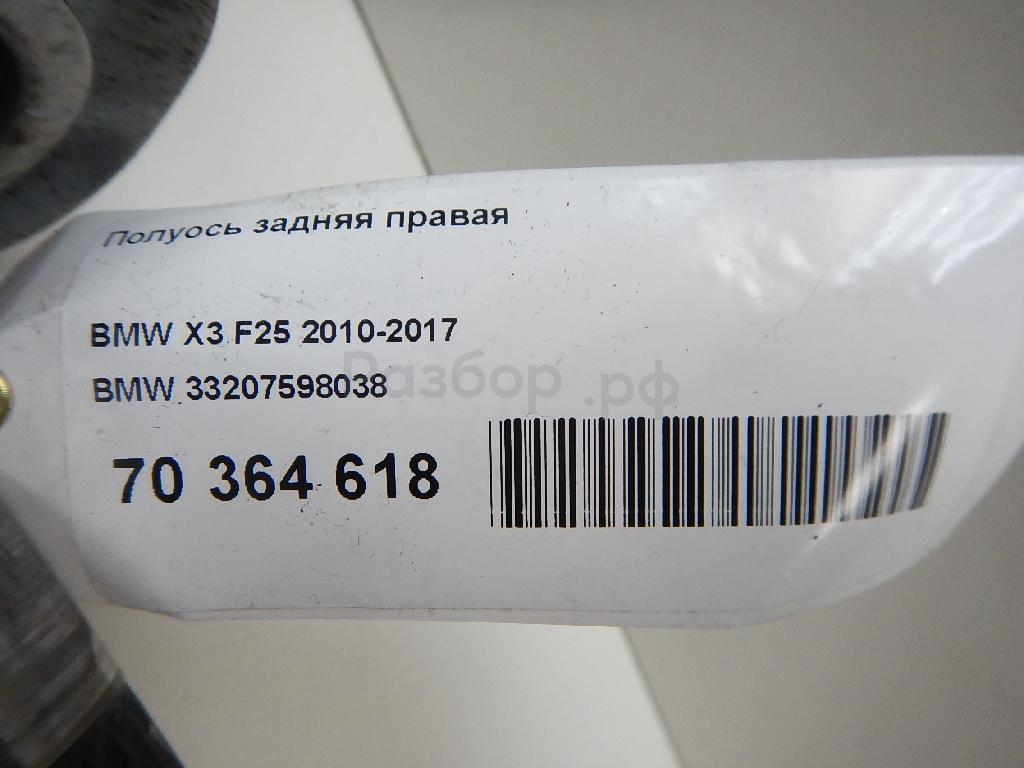 Полуось задняя правая
BMW X3 F25 2010-2017
Разбор.рф
BMW 33207598038
70 364 618